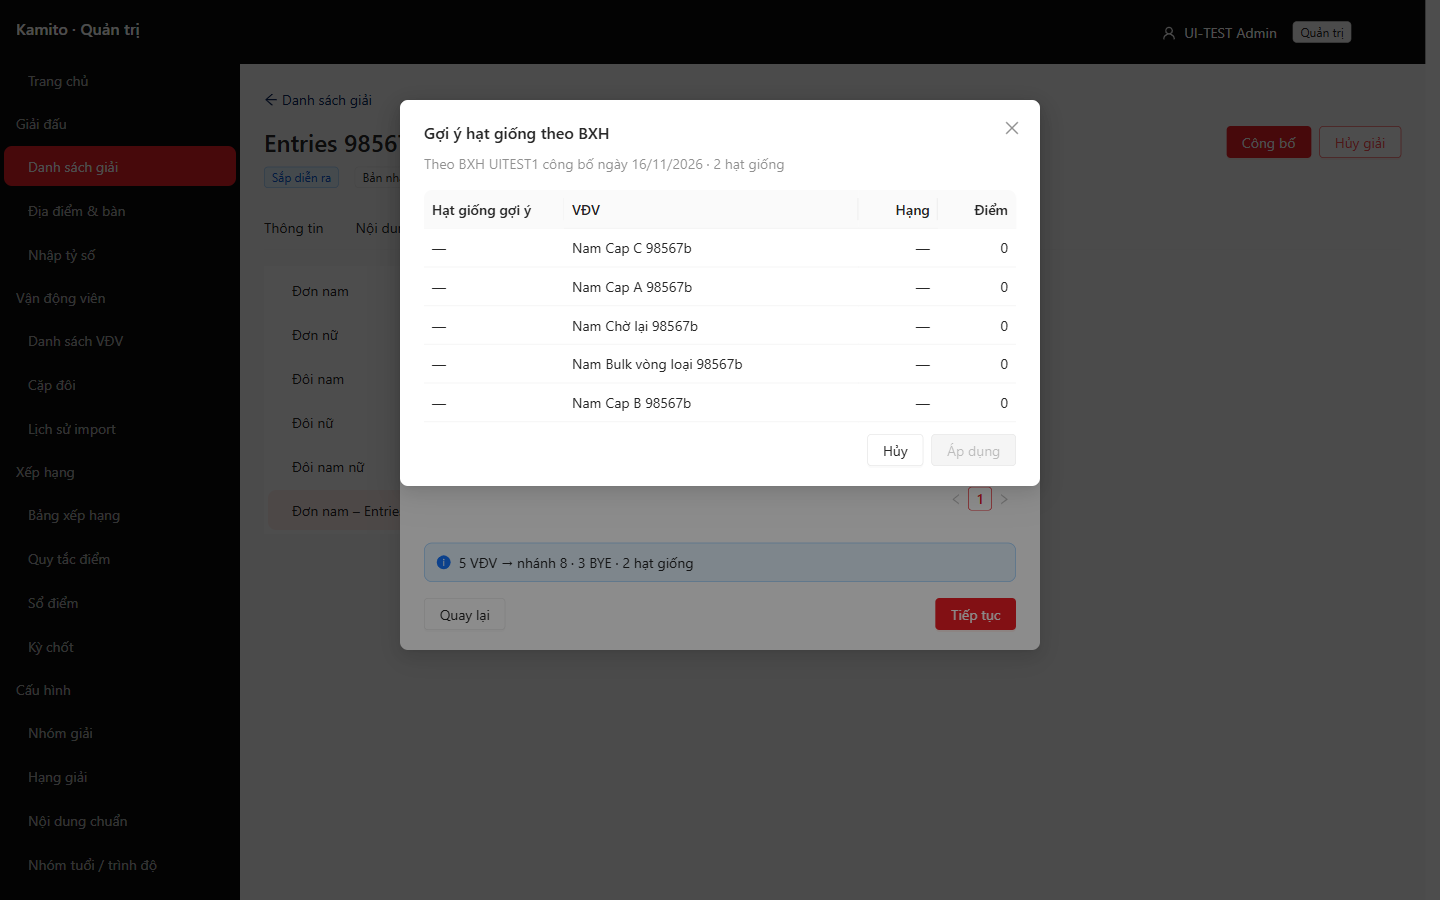 Kamito · Quản trị
UI-TEST Admin
Quản trị
Trang chủ
Giải đấu
Danh sách giải
Địa điểm & bàn
Nhập tỷ số
Vận động viên
Danh sách VĐV
Cặp đôi
Lịch sử import
Xếp hạng
Bảng xếp hạng
Quy tắc điểm
Sổ điểm
Kỳ chốt
Cấu hình
Nhóm giải
Hạng giải
Nội dung chuẩn
Nhóm tuổi / trình độ
Danh sách giải
Entries 9856
Công bố
Hủy giải
Sắp diễn ra
Bản
Thông tin
Nội
Đơn nam
Đơn nữ
Đôi nam
Đôi nữ
Đôi nam nữ
Đơn nam – Entrie
Gợi ý hạt giống theo BXH
Theo BXH UITEST1 công bố ngày 16/11/2026 · 2 hạt giống
Hạt giống gợi ý VĐV Hạng Điểm
— Nam Cap C 98567b — 0
— Nam Cap A 98567b — 0
— Nam Chờ lại 98567b — 0
— Nam Bulk vòng loại 98567b — 0
— Nam Cap B 98567b — 0
Hủy
Áp dụng
1
5 VĐV → nhánh 8 · 3 BYE · 2 hạt giống
Quay lại
Tiếp tục